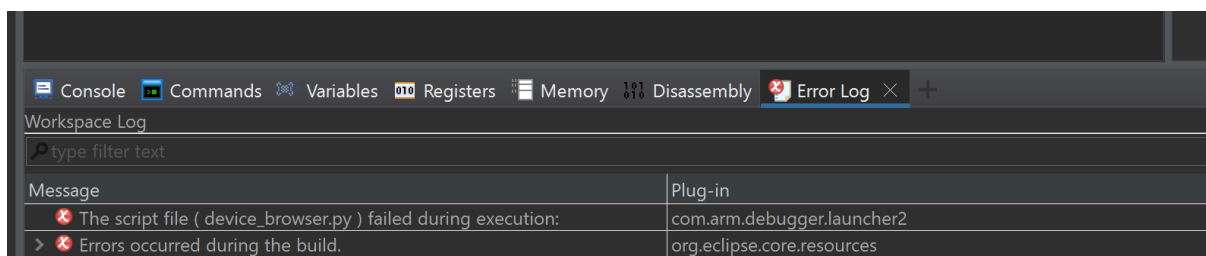 Console Commands Variables Registers Memory Disassembly Error Log
Workspace Log
type filter text
Message Plug-in
The script file ( device_browser.py ) failed during execution: com.arm.debugger.launcher2
Errors occurred during the build. org.eclipse.core.resources